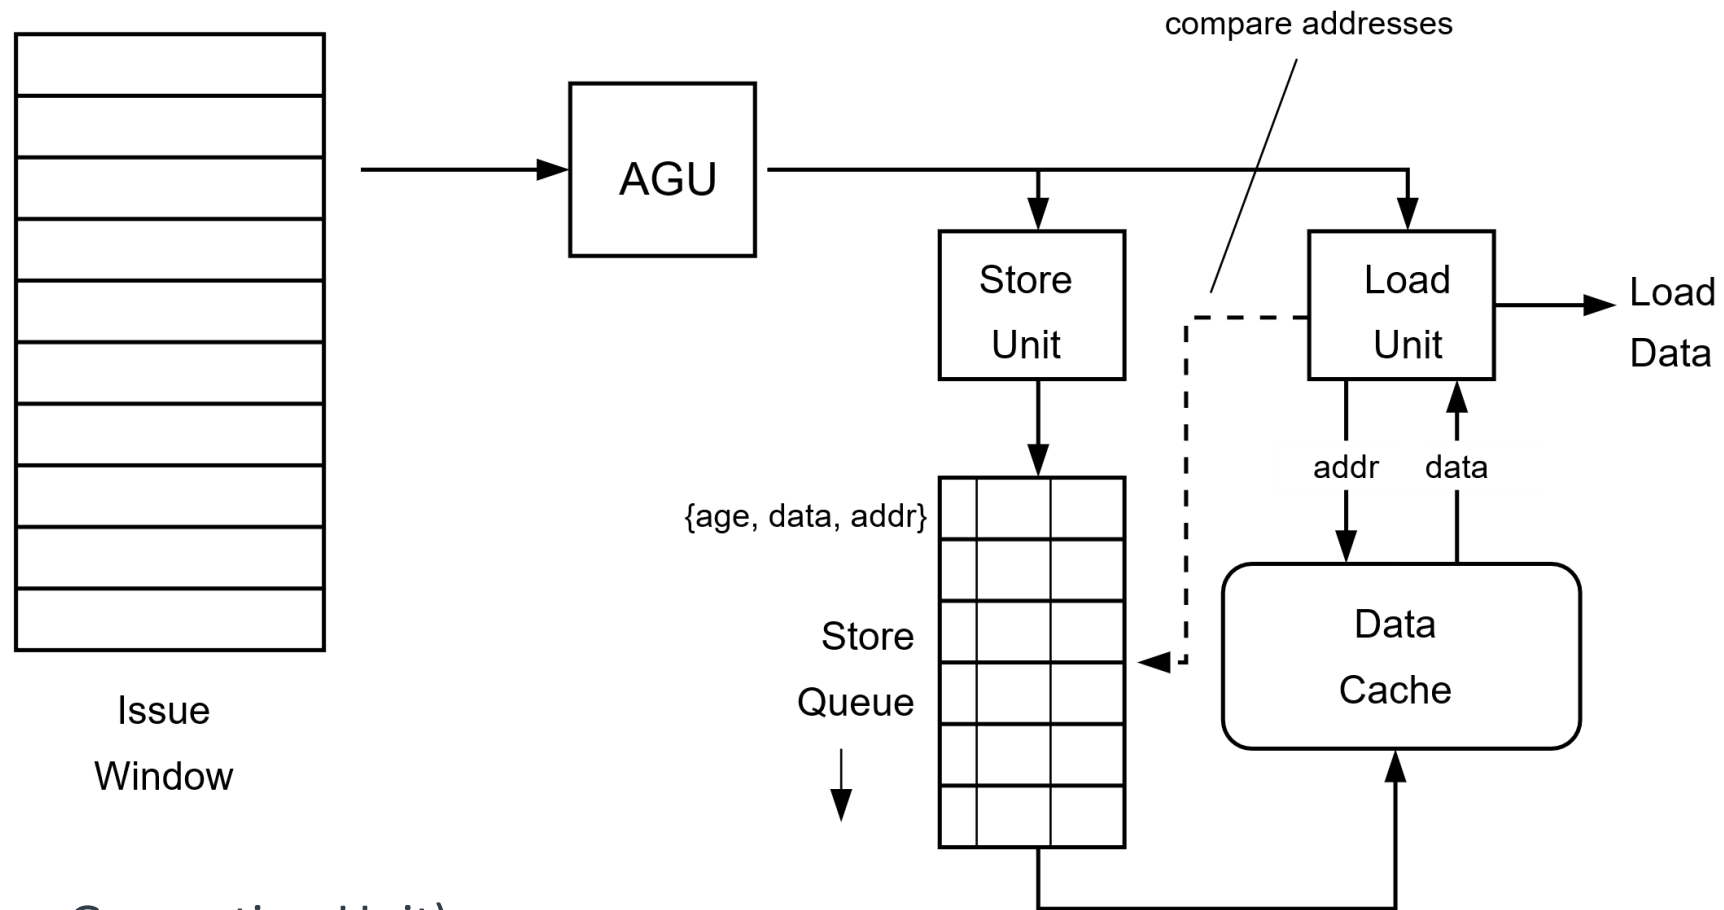 compare addresses
AGU
Store
Unit
Load
Unit
Load
Data
addr
data
{age, data, addr}
Store
Queue
Data
Cache
Issue
Window
Unit)